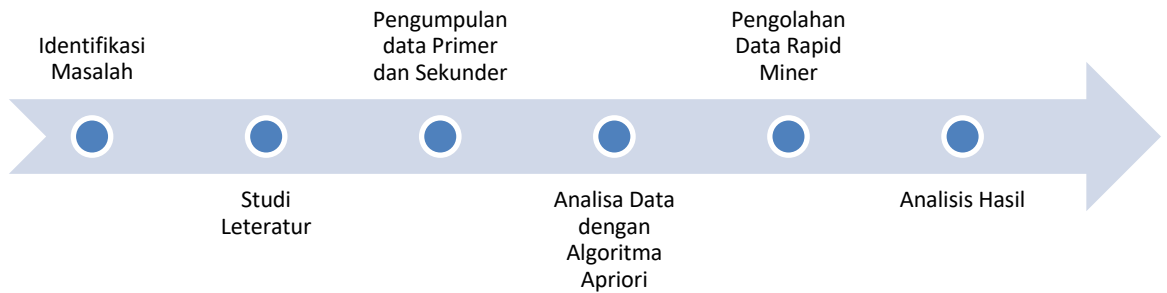 Identifikasi
Masalah
Studi
Leteratur
Pengumpulan
data Primer
dan Sekunder
Analisa Data
dengan
Algoritma
Apriori
Pengolahan
Data Rapid
Miner
Analisis Hasil